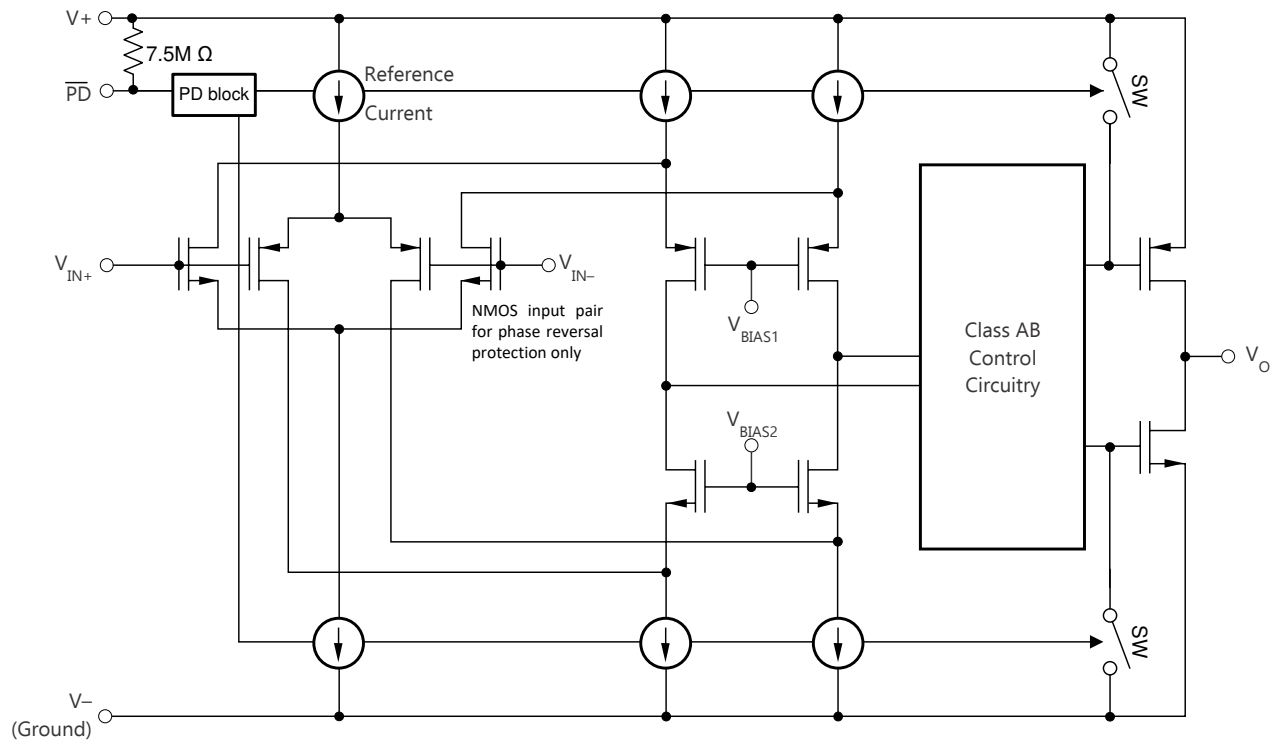 V+
7.5M Ω
PD
PD block
Reference
Current
SW
V_IN+
V_IN–
NMOS input pair
for phase reversal
protection only
V_BIAS1
Class AB
Control
Circuitry
V_O
V_BIAS2
SW
V–
(Ground)